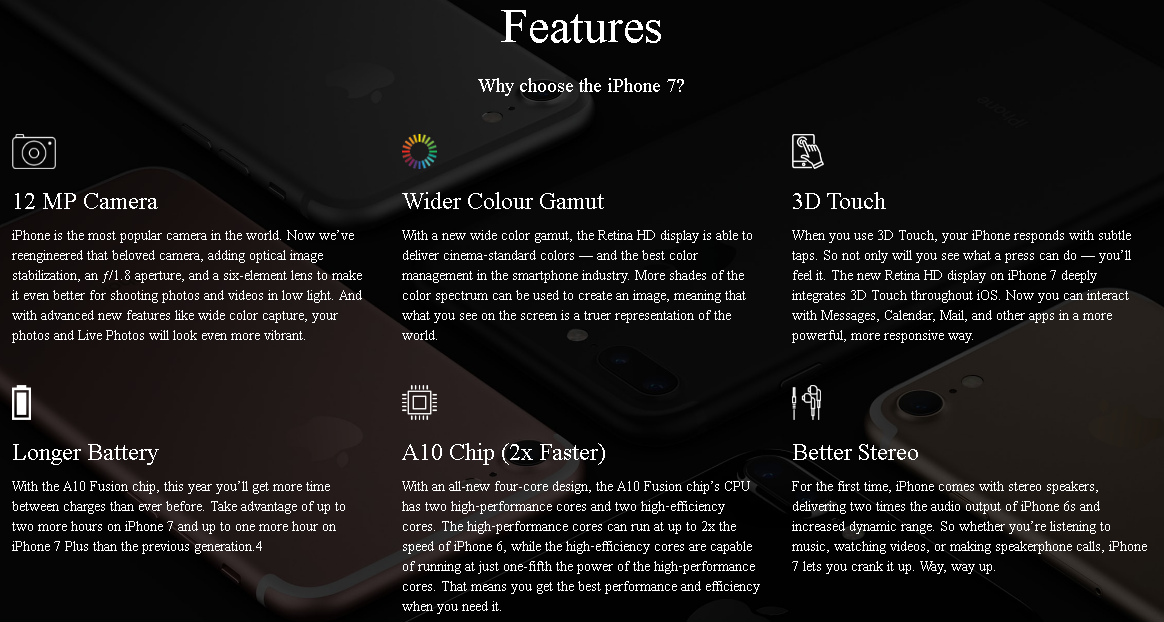 Features
Why choose the iPhone 7?
12 MP Camera
iPhone is the most popular camera in the world. Now we’ve
reengineered that beloved camera, adding optical image
stabilization, an ƒ/1.8 aperture, and a six-element lens to make
it even better for shooting photos and videos in low light. And
with advanced new features like wide color capture, your
photos and Live Photos will look even more vibrant.
Wider Colour Gamut
With a new wide color gamut, the Retina HD display is able to
deliver cinema-standard colors — and the best color
management in the smartphone industry. More shades of the
color spectrum can be used to create an image, meaning that
what you see on the screen is a truer representation of the
world.
3D Touch
When you use 3D Touch, your iPhone responds with subtle
taps. So not only will you see what a press can do — you’ll
feel it. The new Retina HD display on iPhone 7 deeply
integrates 3D Touch throughout iOS. Now you can interact
with Messages, Calendar, Mail, and other apps in a more
powerful, more responsive way.
Longer Battery
With the A10 Fusion chip, this year you’ll get more time
between charges than ever before. Take advantage of up to
two more hours on iPhone 7 and up to one more hour on
iPhone 7 Plus than the previous generation.4
A10 Chip (2x Faster)
With an all-new four-core design, the A10 Fusion chip’s CPU
has two high-performance cores and two high-efficiency
cores. The high-performance cores can run at up to 2x the
speed of iPhone 6, while the high-efficiency cores are capable
of running at just one-fifth the power of the high-performance
cores. That means you get the best performance and efficiency
when you need it.
Better Stereo
For the first time, iPhone comes with stereo speakers,
delivering two times the audio output of iPhone 6s and
increased dynamic range. So whether you’re listening to
music, watching videos, or making speakerphone calls, iPhone
7 lets you crank it up. Way, way up.